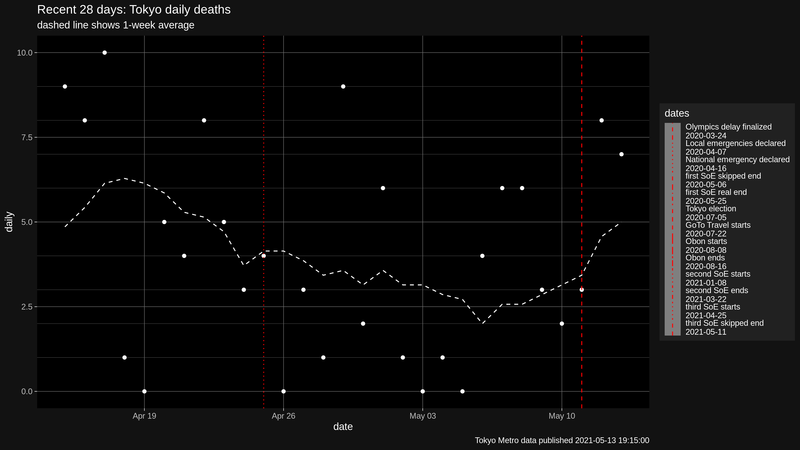 Recent 28 days: Tokyo daily deaths
dashed line shows 1-week average
10.0
7.5
5.0
2.5
0.0
daily
Apr 19
Apr 26
May 03
May 10
date
Tokyo Metro data published 2021-05-13 19:15:00
dates
Olympics delay finalized
2020-03-24
Local emergencies declared
2020-04-07
National emergency declared
2020-04-16
first SoE skipped end
2020-05-06
first SoE real end
2020-05-25
Tokyo election
2020-07-05
GoTo Travel starts
2020-07-22
Obon starts
2020-08-08
Obon ends
2020-08-16
second SoE starts
2021-01-08
second SoE ends
2021-03-22
third SoE starts
2021-04-25
third SoE skipped end
2021-05-11